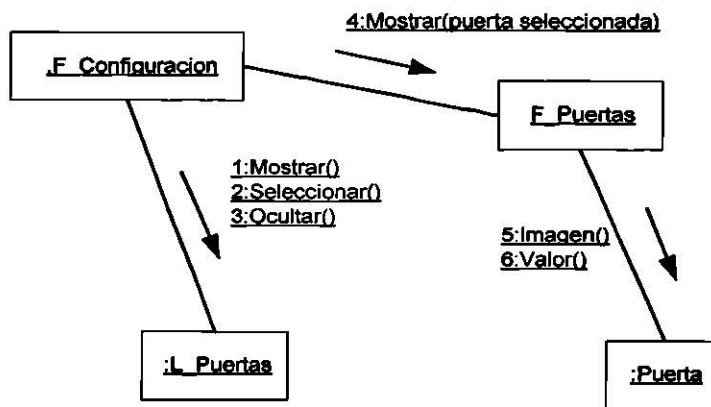 4:Mostrar(puerta seleccionada)
.F_Configuracion
F_Puertas
1:Mostrar()
2:Seleccionar()
3:Ocultar()
5:Imagen()
6:Valor()
:L_Puertas
:Puerta